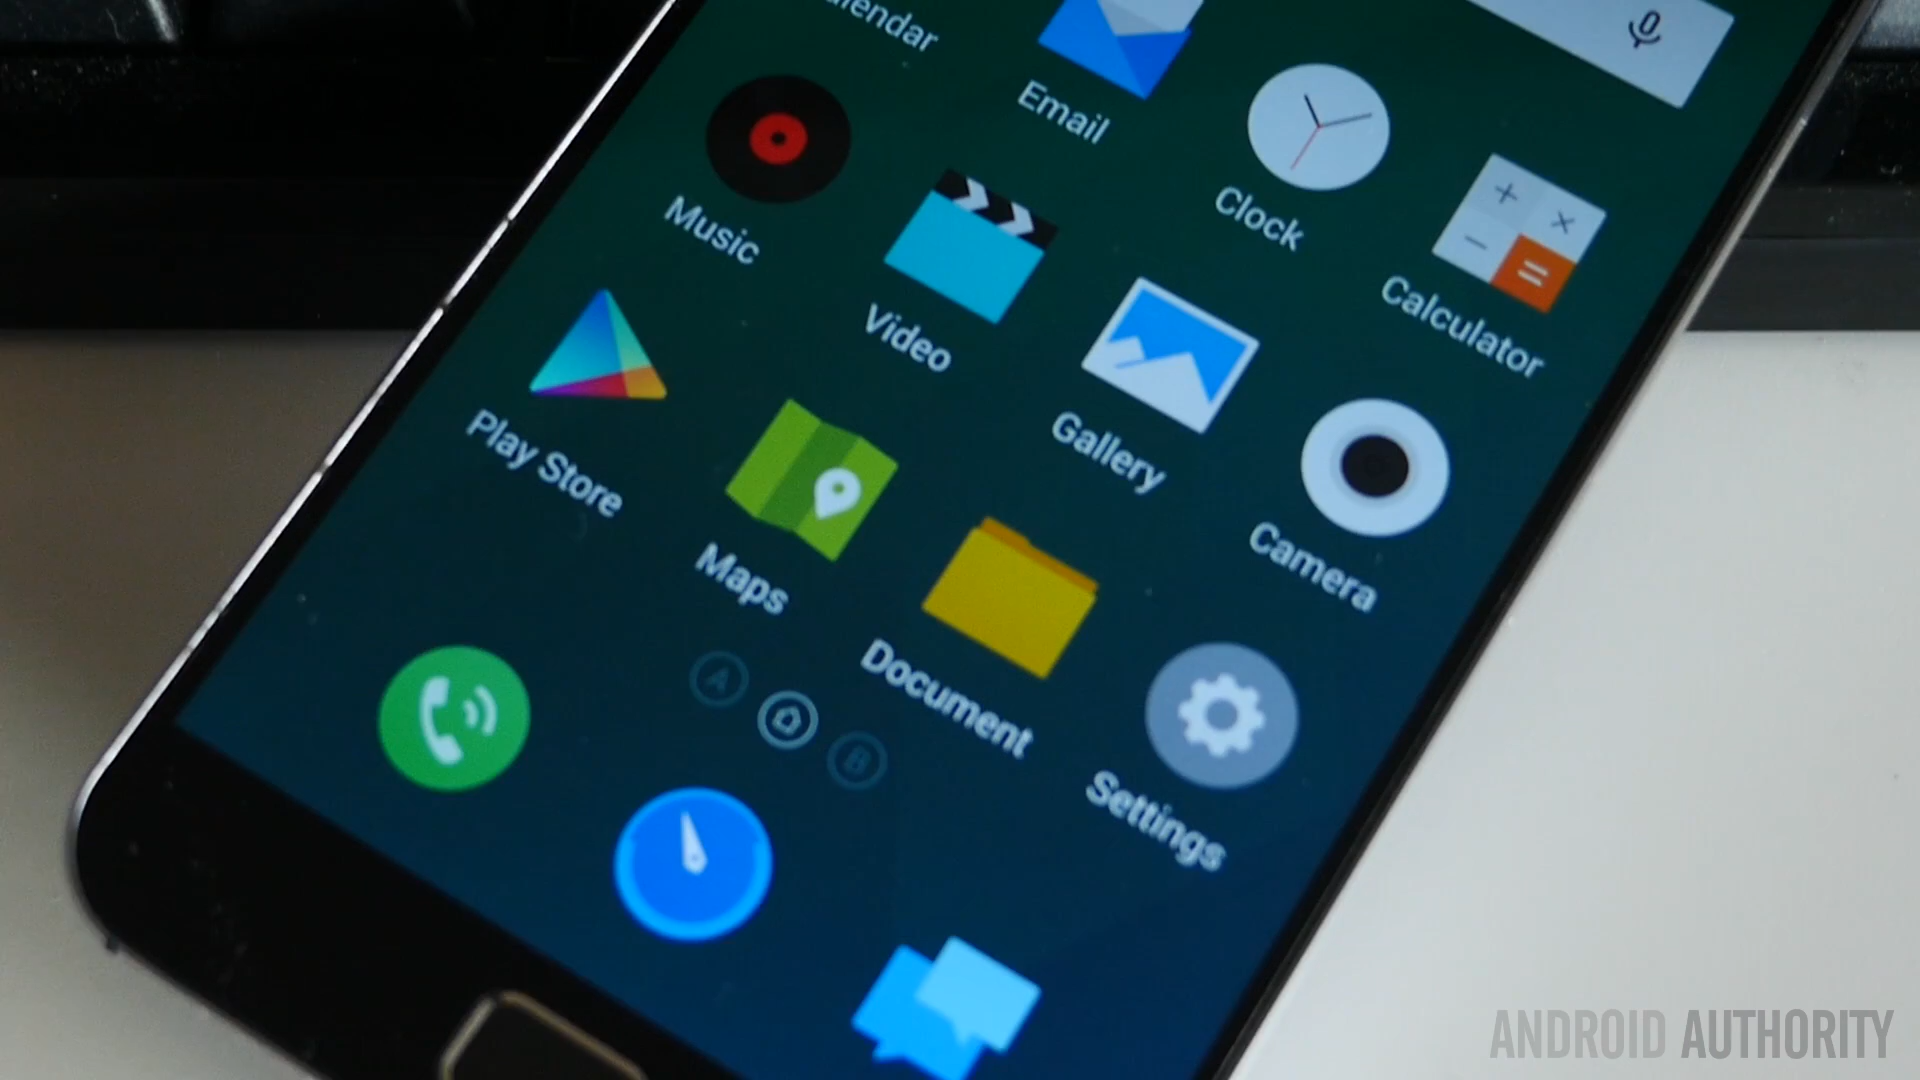 Email
Clock
Calculator
Music
Video
Gallery
Camera
Play Store
Maps
Document
Settings
A
B
ANDROID AUTHORITY